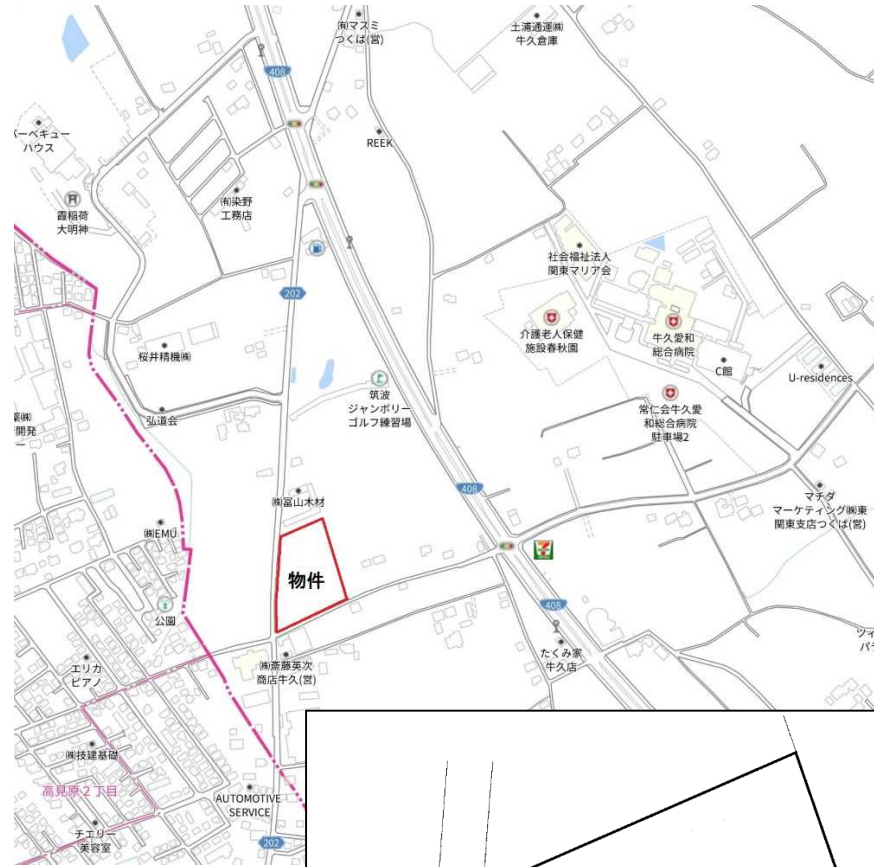 ㈲マスミ
つくば(営)
土浦通運㈱
牛久倉庫
408
バーベキュー
ハウス
REEK
㈲染野
工務店
霞稲荷
大明神
社会福祉法人
関東マリア会
202
介護老人保健
施設春秋園
牛久愛和
総合病院
桜井精機㈱
C館
U-residences
筑波
ジャンボリー
ゴルフ練習場
弘道会
常仁会牛久愛
和総合病院
駐車場2
開発
408
㈱冨山木材
マチダ
マーケティング㈱東
関東支店つくば(営)
㈱EMU
物件
公園
408
㈱斎藤英次
商店牛久(営)
たくみ家
牛久店
エリカ
ピアノ
㈱技建基礎
高見原2丁目
AUTOMOTIVE
SERVICE
チエリー
美容室
202